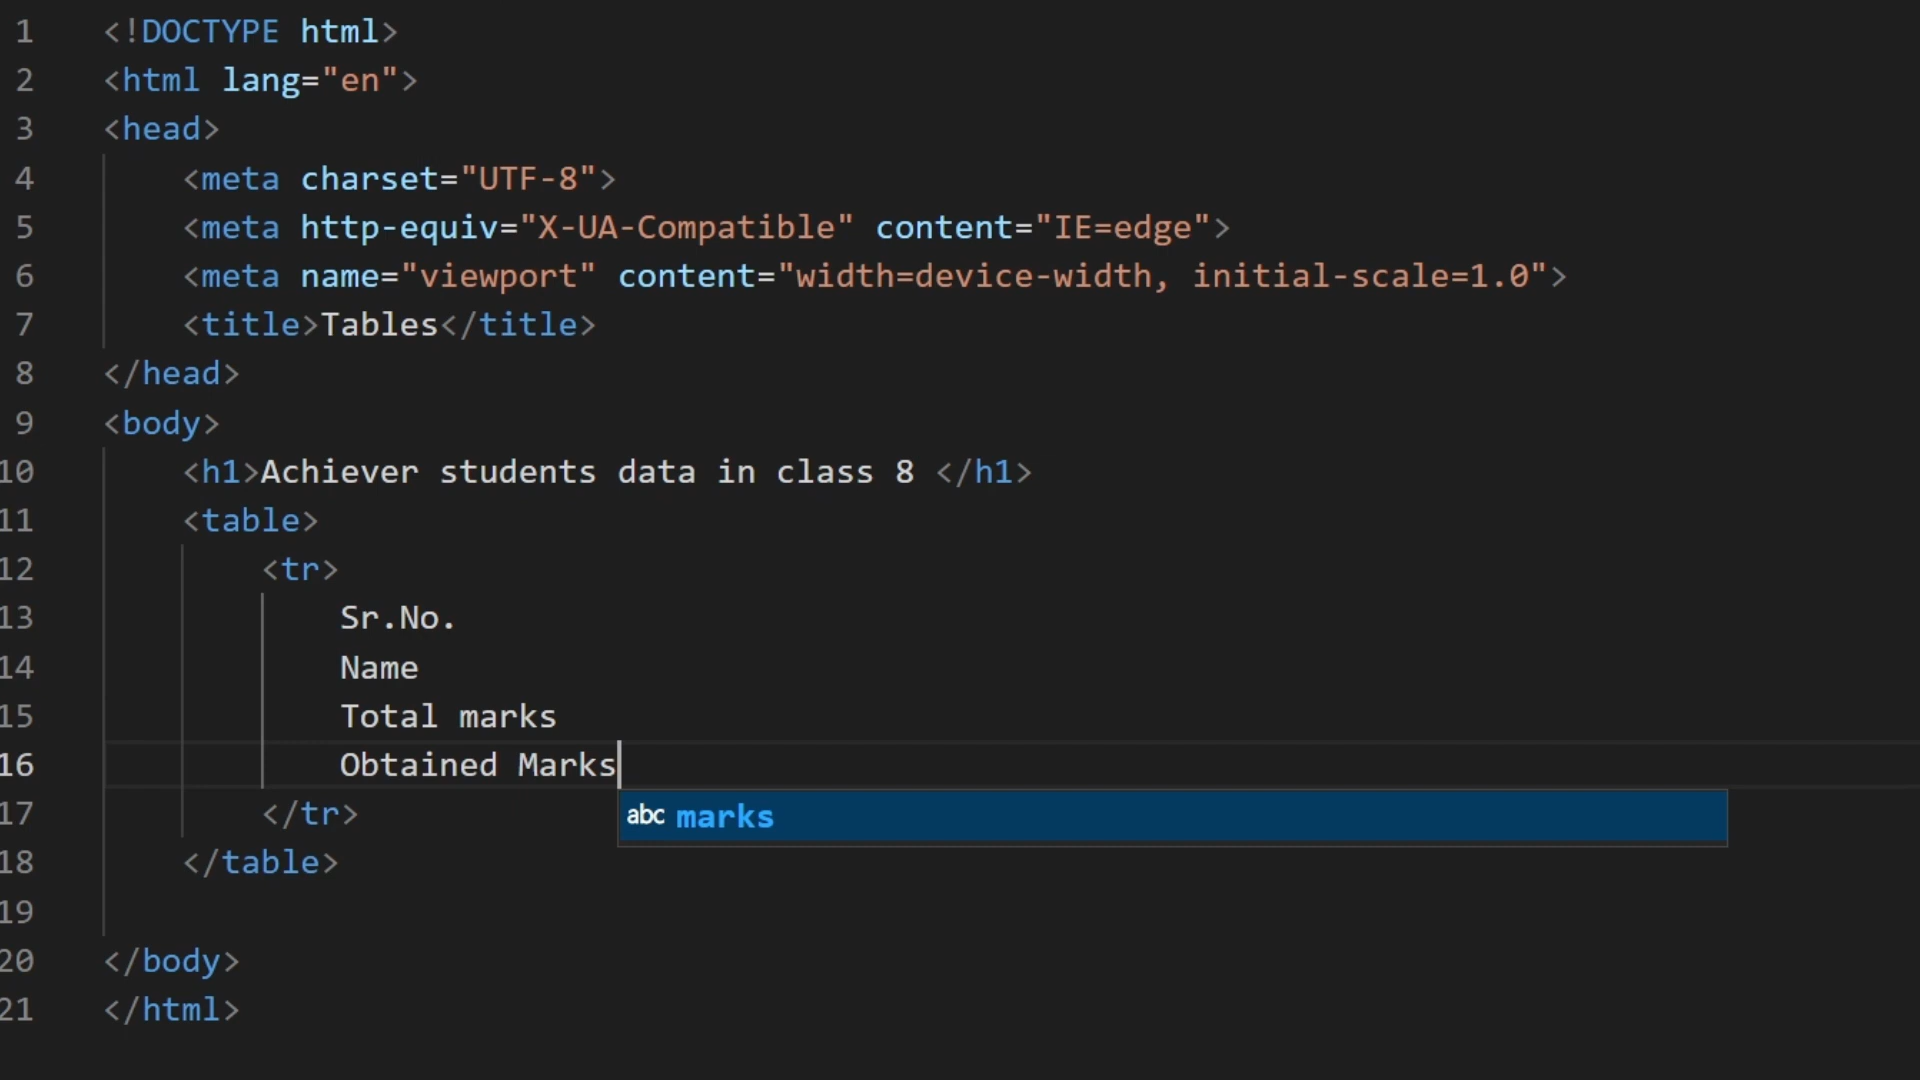 1 <!DOCTYPE html>
2 <html lang="en">
3 <head>
4     <meta charset="UTF-8">
5     <meta http-equiv="X-UA-Compatible" content="IE=edge">
6     <meta name="viewport" content="width=device-width, initial-scale=1.0">
7     <title>Tables</title>
8 </head>
9 <body>
10     <h1>Achiever students data in class 8 </h1>
11     <table>
12         <tr>
13             Sr.No.
14             Name
15             Total marks
16             Obtained Marks
17         </tr>
abc marks
18     </table>
19
20 </body>
21 </html>